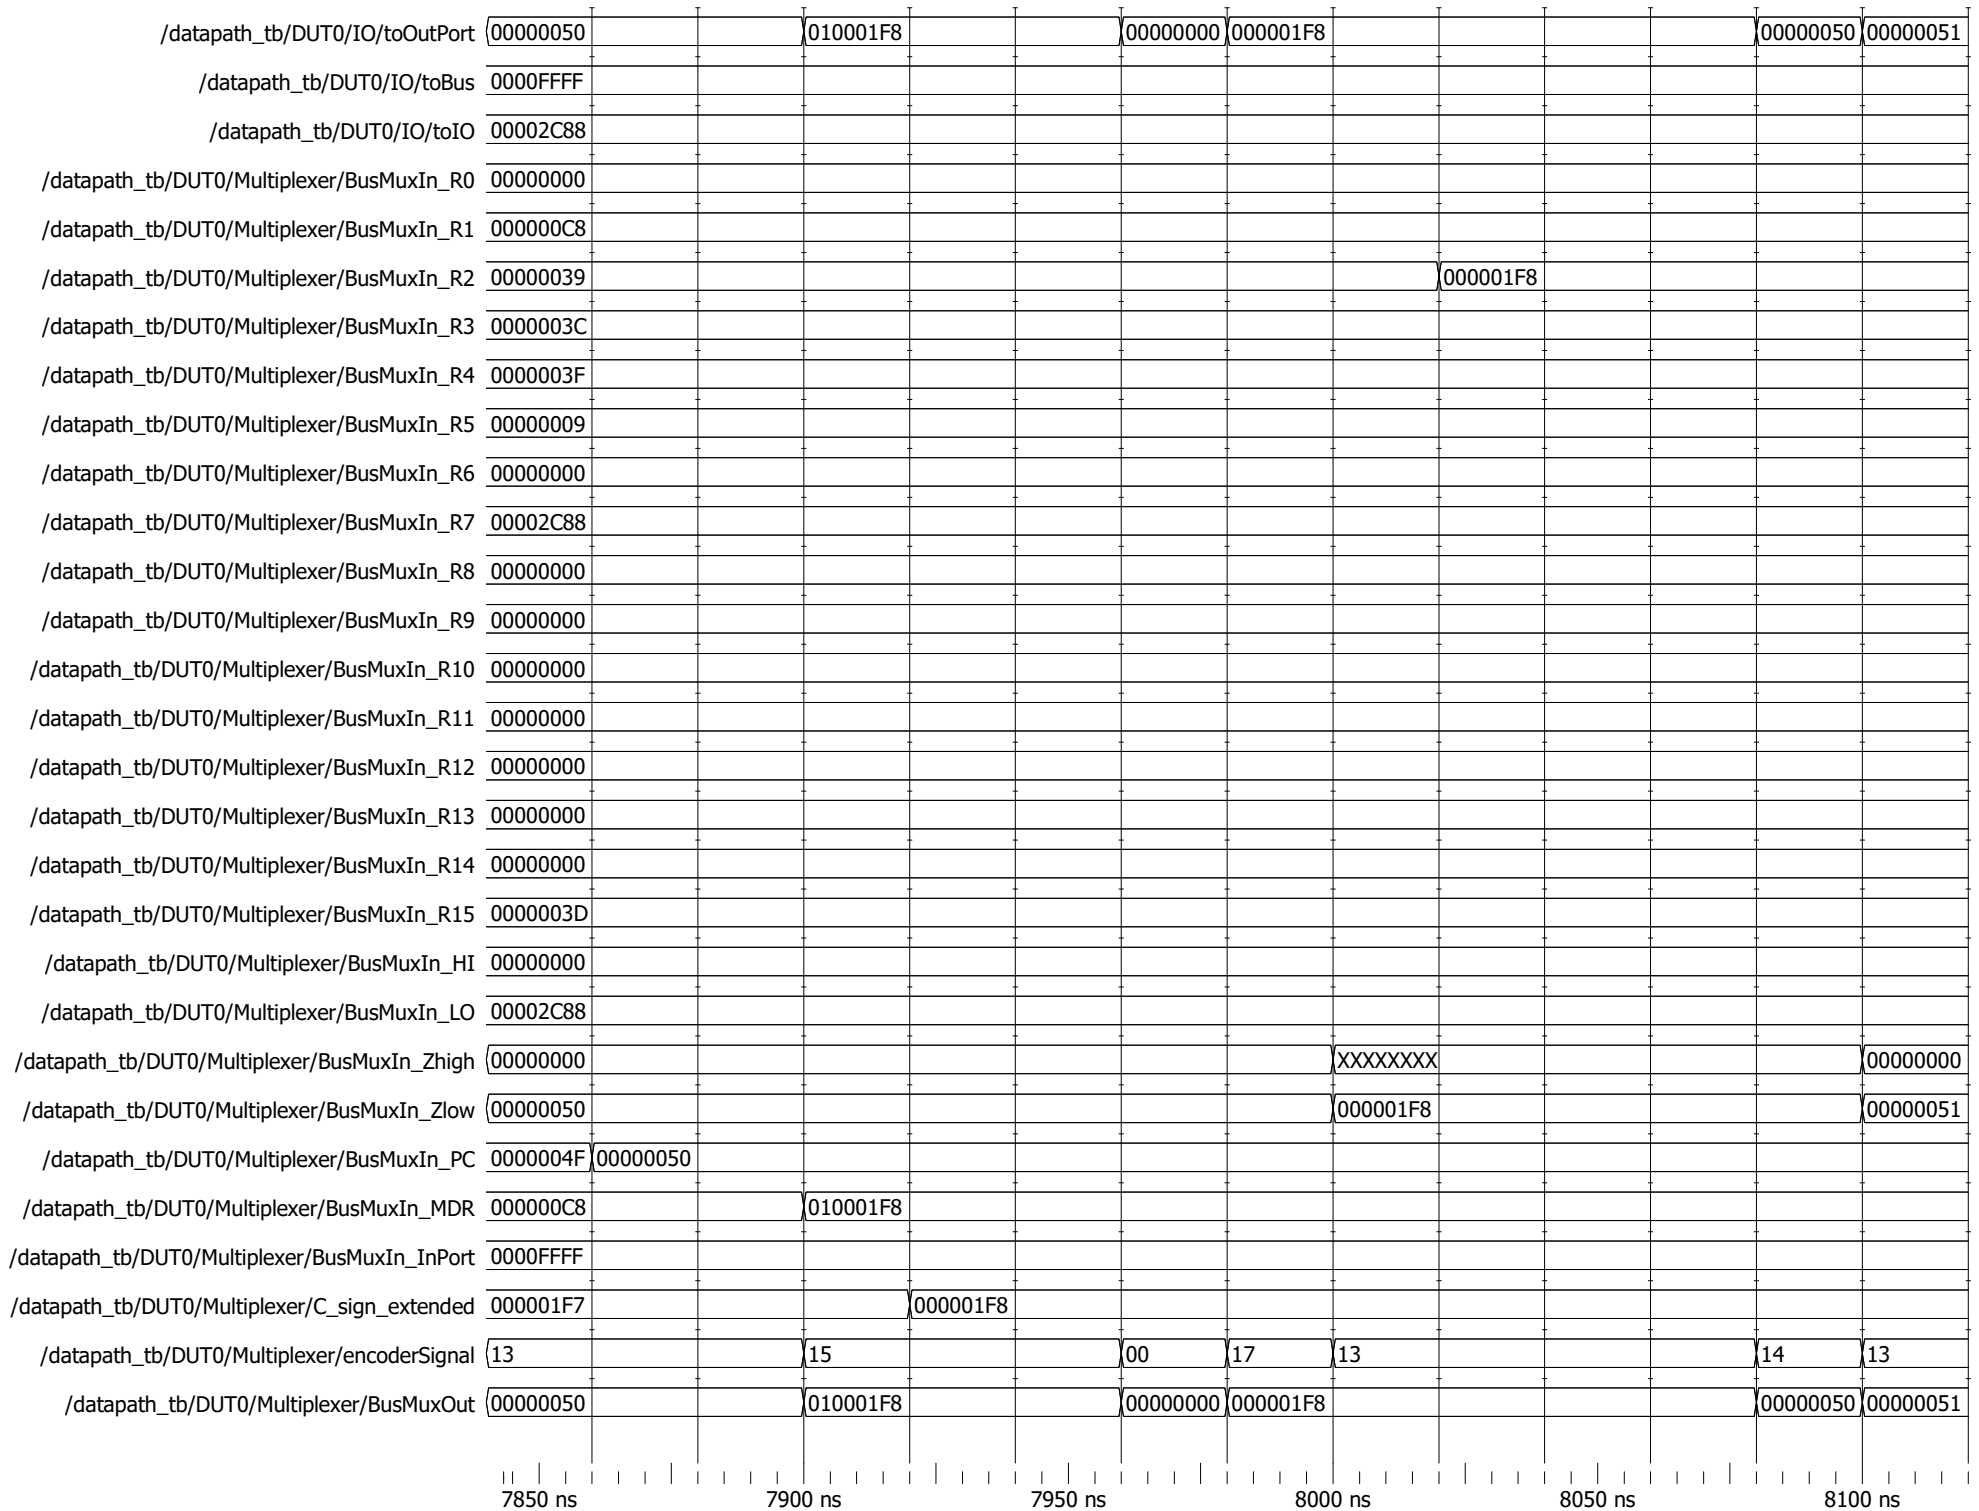 /datapath_tb/DUT0/IO/toOutPort 00000050 010001F8 00000000 000001F8 00000050 00000051
/datapath_tb/DUT0/IO/toBus 0000FFFF
/datapath_tb/DUT0/IO/toIO 00002C88
/datapath_tb/DUT0/Multiplexer/BusMuxIn_R0 00000000
/datapath_tb/DUT0/Multiplexer/BusMuxIn_R1 000000C8
/datapath_tb/DUT0/Multiplexer/BusMuxIn_R2 00000039 000001F8
/datapath_tb/DUT0/Multiplexer/BusMuxIn_R3 0000003C
/datapath_tb/DUT0/Multiplexer/BusMuxIn_R4 0000003F
/datapath_tb/DUT0/Multiplexer/BusMuxIn_R5 00000009
/datapath_tb/DUT0/Multiplexer/BusMuxIn_R6 00000000
/datapath_tb/DUT0/Multiplexer/BusMuxIn_R7 00002C88
/datapath_tb/DUT0/Multiplexer/BusMuxIn_R8 00000000
/datapath_tb/DUT0/Multiplexer/BusMuxIn_R9 00000000
/datapath_tb/DUT0/Multiplexer/BusMuxIn_R10 00000000
/datapath_tb/DUT0/Multiplexer/BusMuxIn_R11 00000000
/datapath_tb/DUT0/Multiplexer/BusMuxIn_R12 00000000
/datapath_tb/DUT0/Multiplexer/BusMuxIn_R13 00000000
/datapath_tb/DUT0/Multiplexer/BusMuxIn_R14 00000000
/datapath_tb/DUT0/Multiplexer/BusMuxIn_R15 0000003D
/datapath_tb/DUT0/Multiplexer/BusMuxIn_HI 00000000
/datapath_tb/DUT0/Multiplexer/BusMuxIn_LO 00002C88
/datapath_tb/DUT0/Multiplexer/BusMuxIn_Zhigh 00000000 XXXXXXXX 00000000
/datapath_tb/DUT0/Multiplexer/BusMuxIn_Zlow 00000050 000001F8 00000051
/datapath_tb/DUT0/Multiplexer/BusMuxIn_PC 0000004F 00000050
/datapath_tb/DUT0/Multiplexer/BusMuxIn_MDR 000000C8 010001F8
/datapath_tb/DUT0/Multiplexer/BusMuxIn_InPort 0000FFFF
/datapath_tb/DUT0/Multiplexer/C_sign_extended 000001F7 000001F8
/datapath_tb/DUT0/Multiplexer/encoderSignal 13 15 00 17 13 14 13
/datapath_tb/DUT0/Multiplexer/BusMuxOut 00000050 010001F8 00000000 000001F8 00000050 00000051
7850 ns 7900 ns 7950 ns 8000 ns 8050 ns 8100 ns